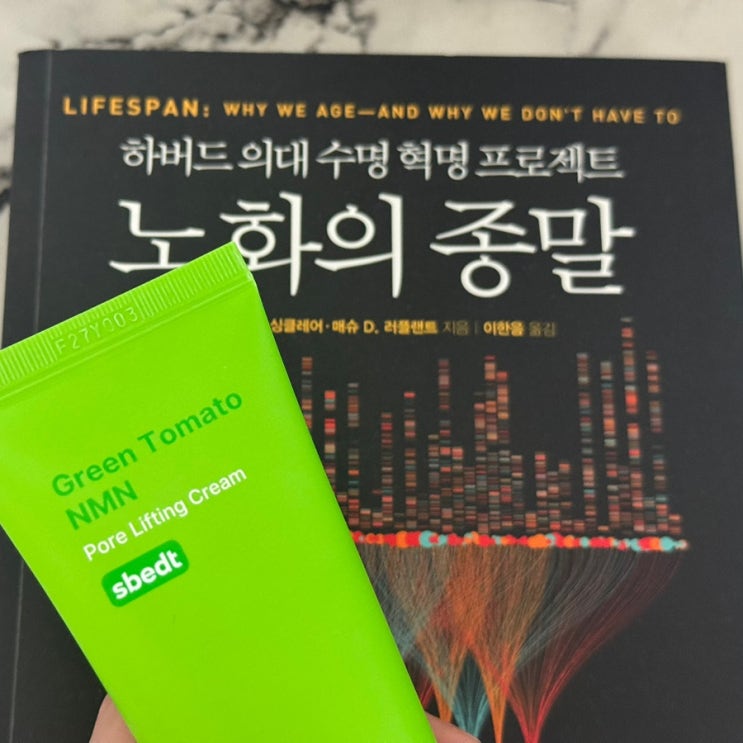 LIFESPAN: WHY WE AGE—AND WHY WE DON'T HAVE TO
하버드 의대 수명 혁명 프로젝트
노화의 종말
싱클레어·매슈 D. 러플랜트 지음 | 이한음 옮김
F27Y003
Green Tomato
NMN
Pore Lifting Cream
sbedt